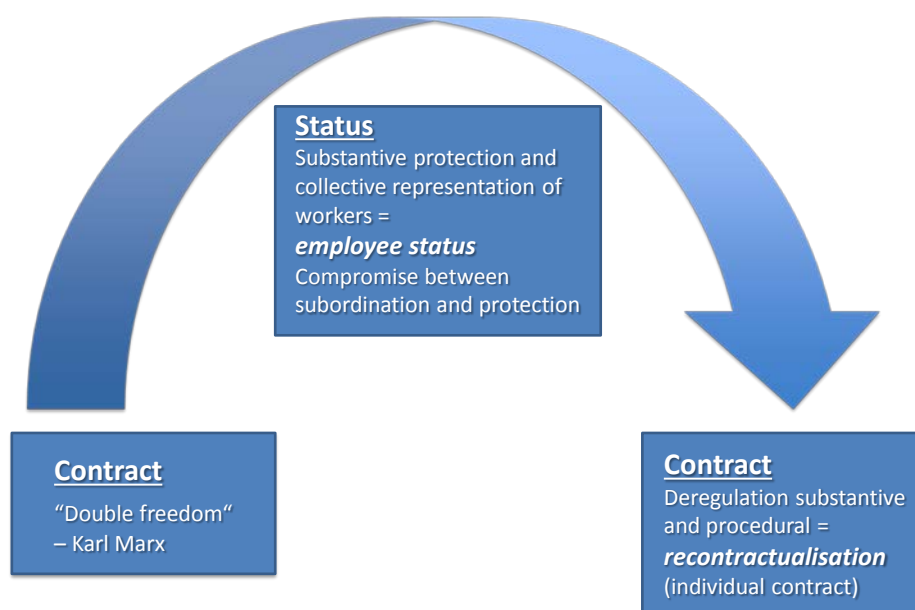 Status
Substantive protection and
collective representation of
workers =
employee status
Compromise between
subordination and protection
Contract
“Double freedom“
– Karl Marx
Contract
Deregulation substantive
and procedural =
recontractualisation
(individual contract)